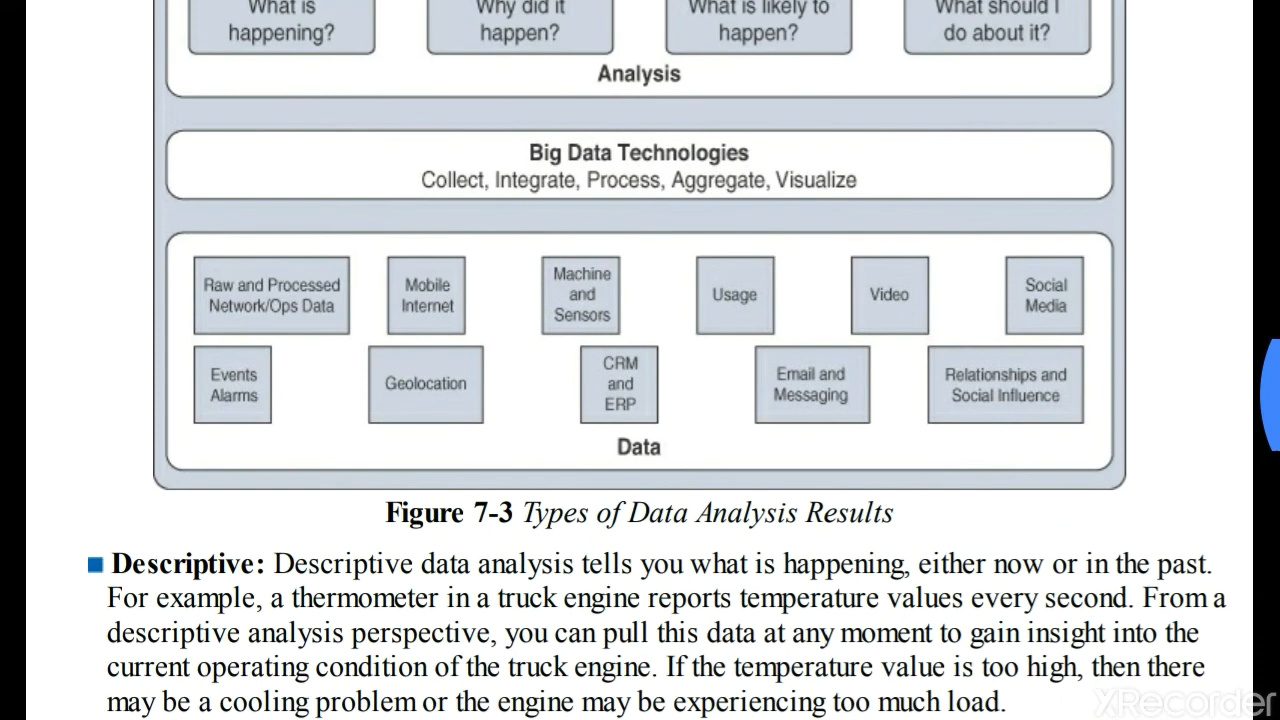 What is
happening?
Why did it
happen?
What is likely to
happen?
What should I
do about it?
Analysis
Big Data Technologies
Collect, Integrate, Process, Aggregate, Visualize
Raw and Processed
Network/Ops Data
Mobile
Internet
Machine
and
Sensors
Usage
Video
Social
Media
Events
Alarms
Geolocation
CRM
and
ERP
Email and
Messaging
Relationships and
Social Influence
Data
Figure 7-3 Types of Data Analysis Results
Descriptive: Descriptive data analysis tells you what is happening, either now or in the past.
For example, a thermometer in a truck engine reports temperature values every second. From a
descriptive analysis perspective, you can pull this data at any moment to gain insight into the
current operating condition of the truck engine. If the temperature value is too high, then there
may be a cooling problem or the engine may be experiencing too much load.
XRecorder